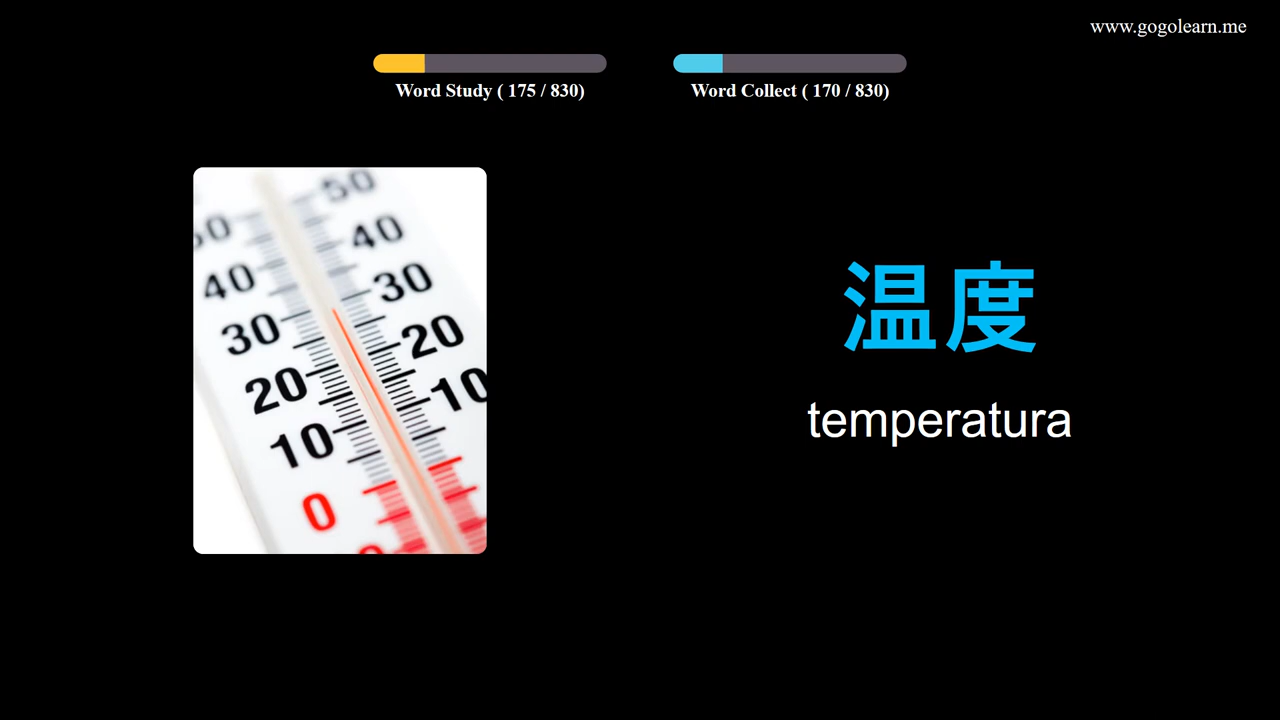 www.gogolearn.me
Word Study ( 175 / 830)
Word Collect ( 170 / 830)
50
50
40
40
30
30
20
20
10
10
0
温度
temperatura